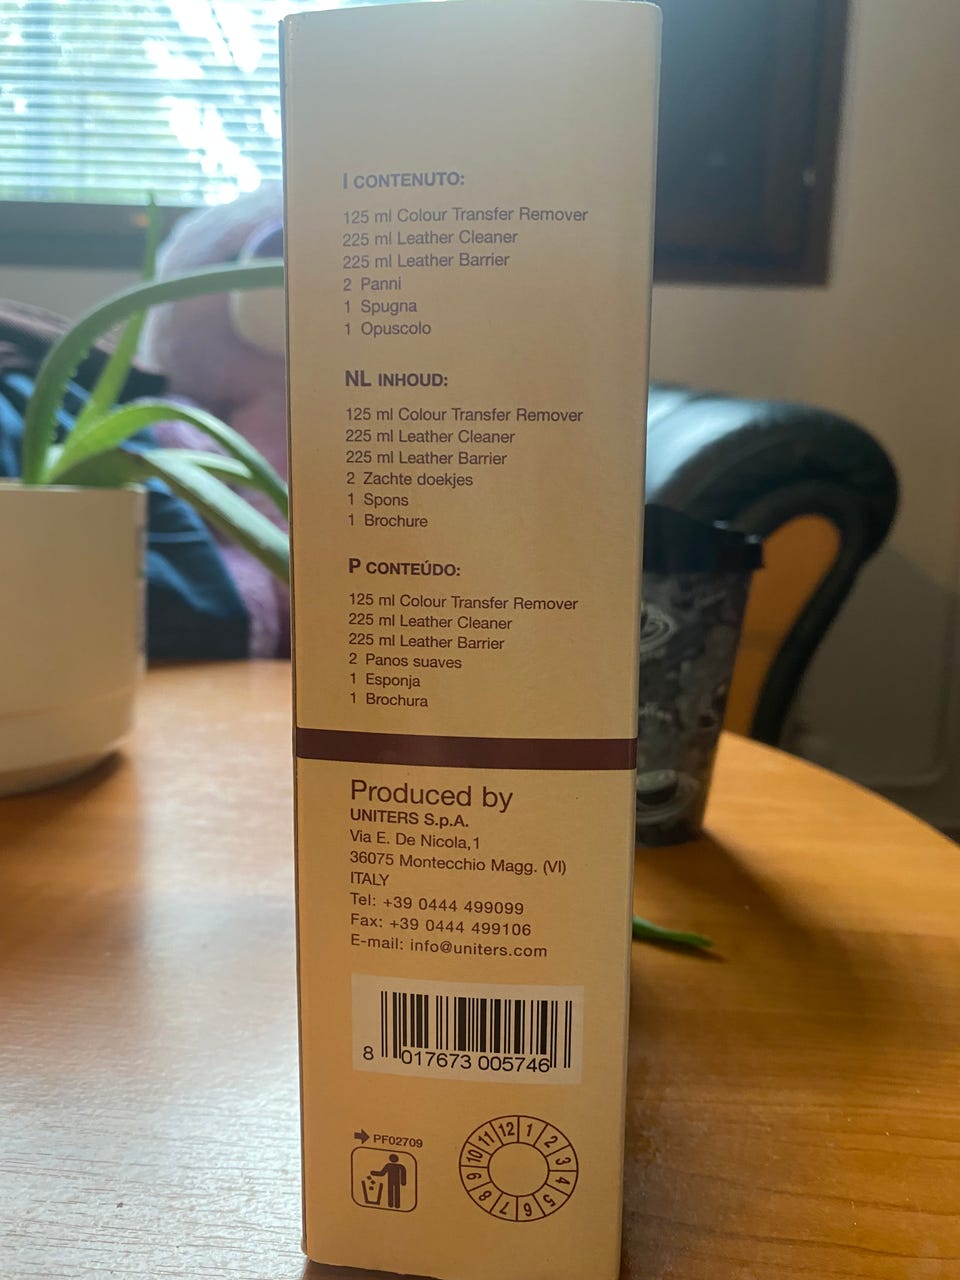 I CONTENUTO:
125 ml Colour Transfer Remover
225 ml Leather Cleaner
225 ml Leather Barrier
2 Panni
1 Spugna
1 Opuscolo
NL INHOUD:
125 ml Colour Transfer Remover
225 ml Leather Cleaner
225 ml Leather Barrier
2 Zachte doekjes
1 Spons
1 Brochure
P CONTEÚDO:
125 ml Colour Transfer Remover
225 ml Leather Cleaner
225 ml Leather Barrier
2 Panos suaves
1 Esponja
1 Brochura
Produced by
UNITERS S.p.A.
Via E. De Nicola,1
36075 Montecchio Magg. (VI)
ITALY
Tel: +39 0444 499099
Fax: +39 0444 499106
E-mail: info@uniters.com
8 017673 005746
PF02709
1 2 3 4 5 6 7 8 9 10 11 12